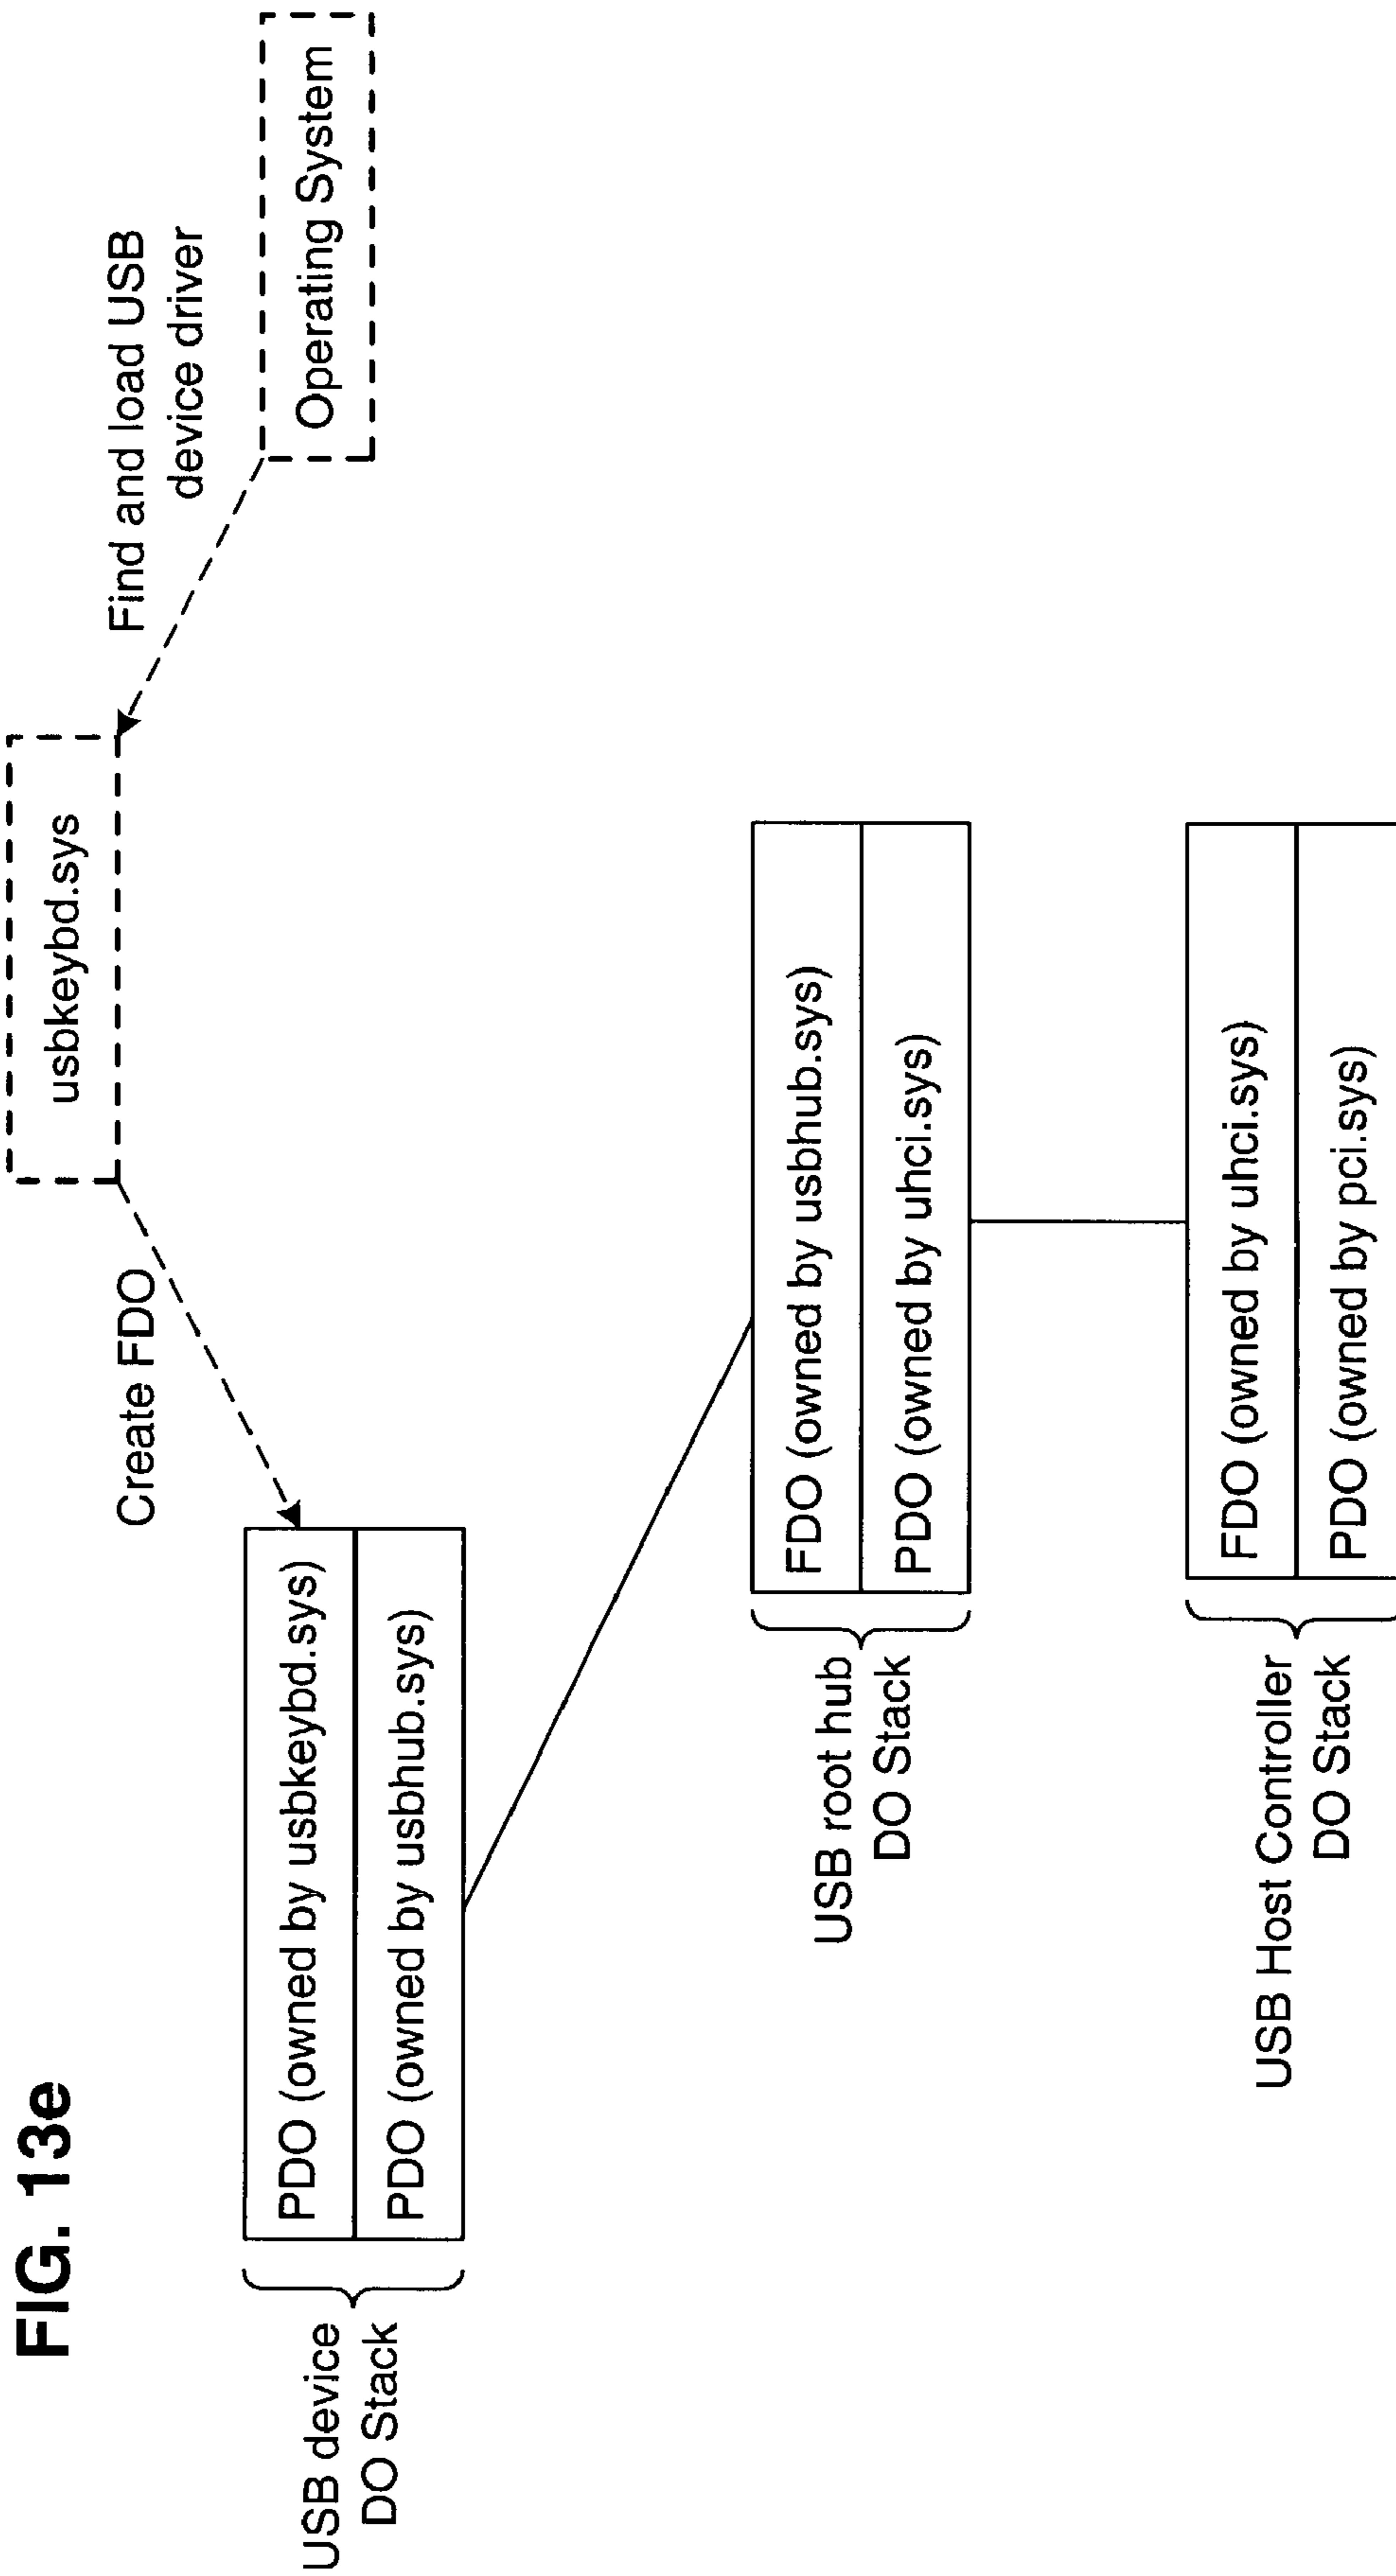 FIG. 13e
usbkeybd.sys
Find and load USB
device driver
Create FDO
Operating System
USB device
DO Stack
PDO (owned by usbkeybd.sys)
PDO (owned by usbhub.sys)
USB root hub
DO Stack
FDO (owned by usbhub.sys)
PDO (owned by uhci.sys)
USB Host Controller
DO Stack
FDO (owned by uhci.sys)
PDO (owned by pci.sys)